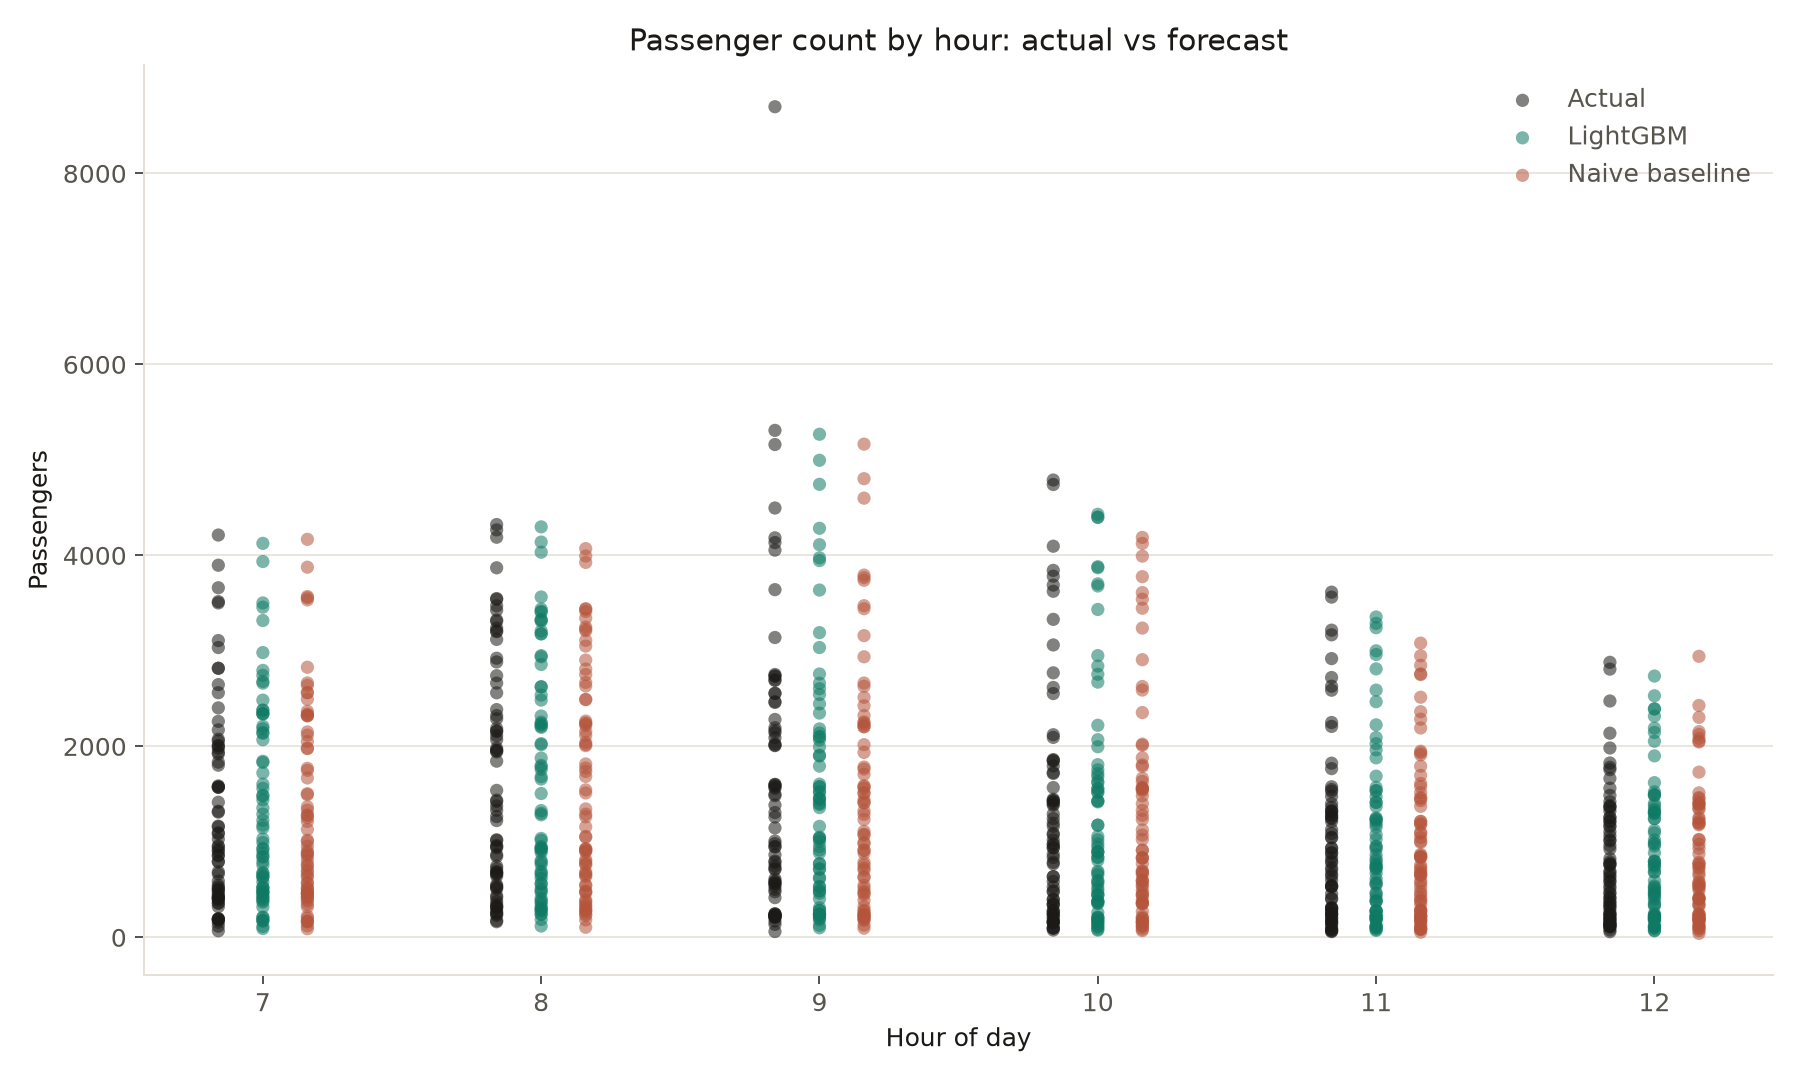 Passenger count by hour: actual vs forecast
Actual
LightGBM
Naive baseline
8000
6000
4000
2000
0
Passengers
7 8 9 10 11 12
Hour of day